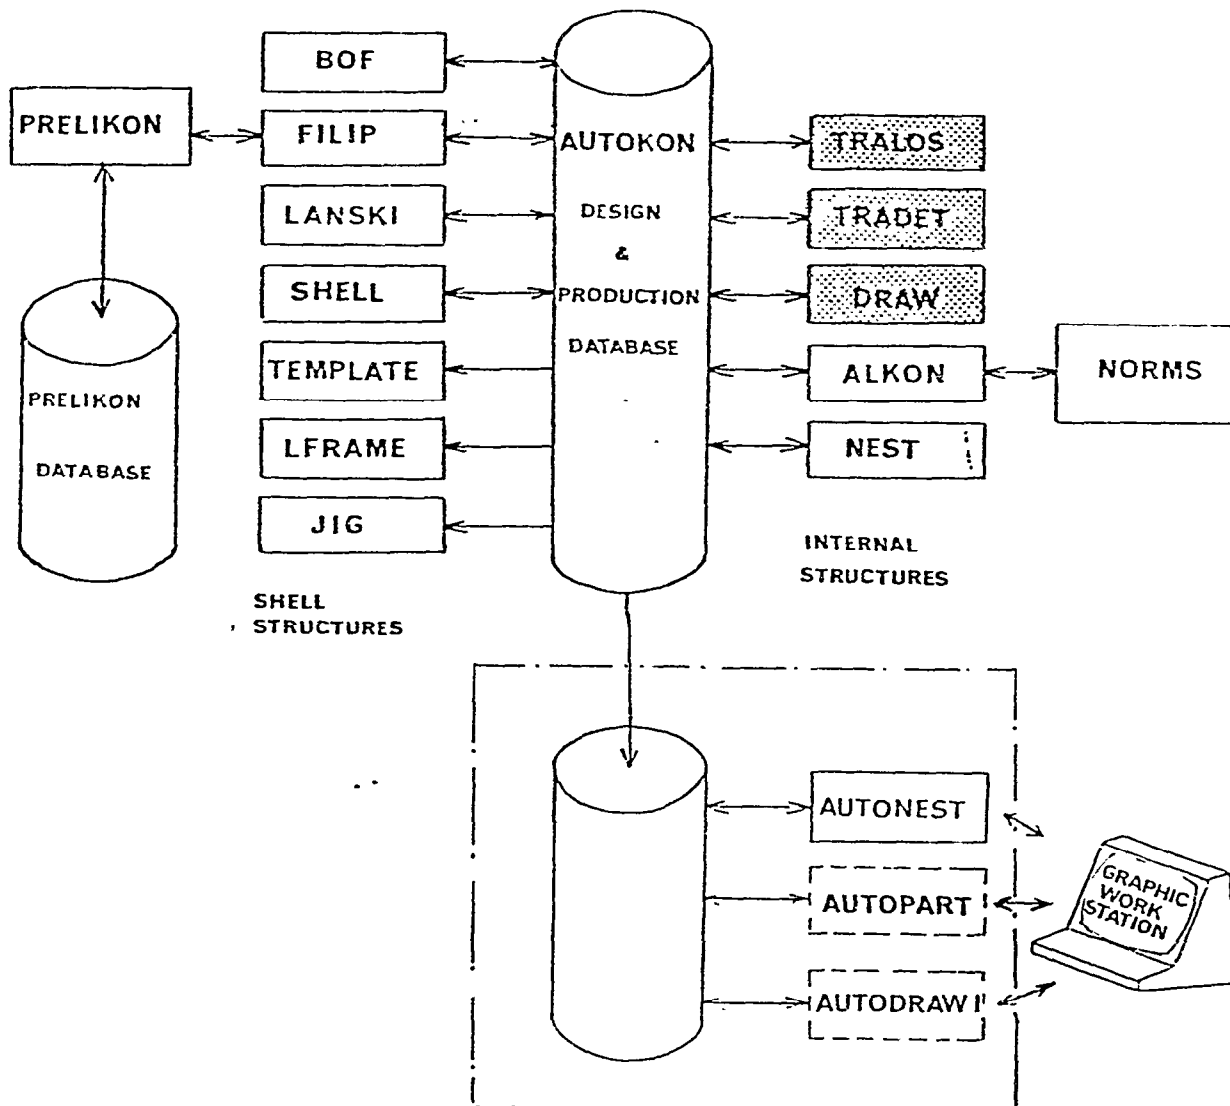 BOF
PRELIKON
FILIP
LANSKI
SHELL
TEMPLATE
LFRAME
JIG
PRELIKON
DATABASE
SHELL
STRUCTURES
AUTOKON
DESIGN
&
PRODUCTION
DATABASE
TRALOS
TRADET
DRAW
ALKON
NORMS
NEST
INTERNAL
STRUCTURES
AUTONEST
AUTOPART
AUTODRAW
GRAPHIC
WORK
STATION